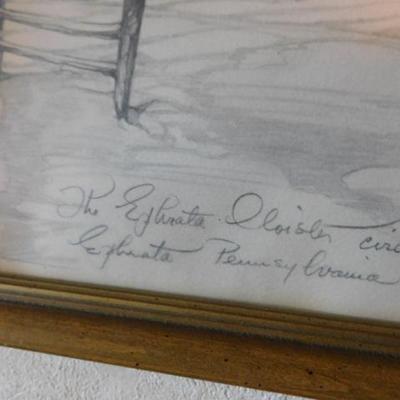 The Ephrata Cloister circ
Ephrata Pennsylvania